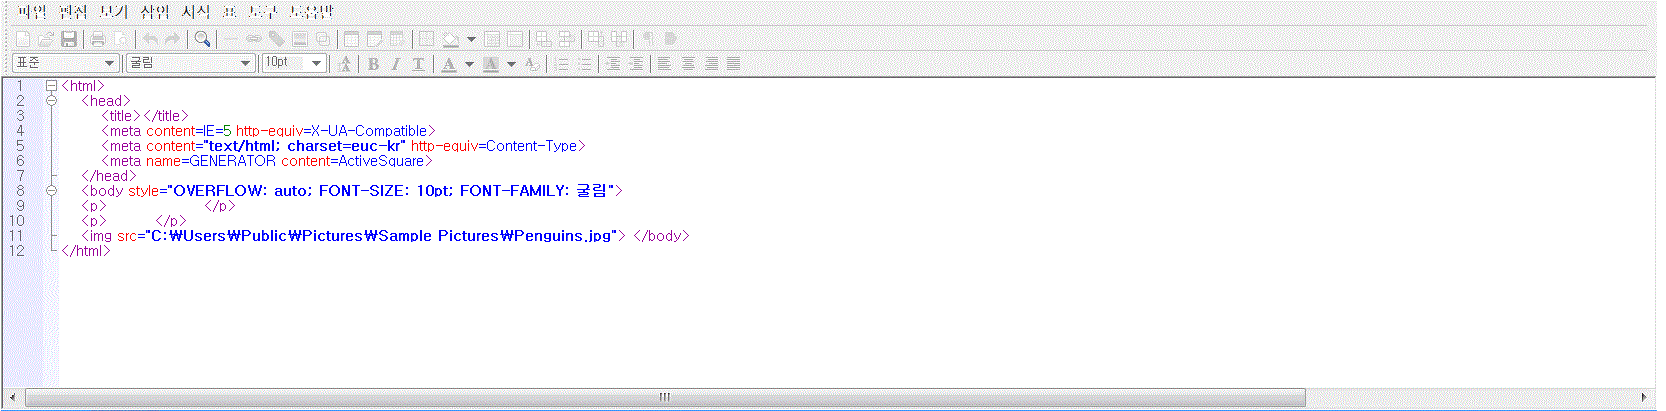 파일 편집 보기 삽입 서식 표 도구 도움말
표준 굴림 10pt
1 <html>
2 <head>
3 <title></title>
4 <meta content=IE=5 http-equiv=X-UA-Compatible>
5 <meta content="text/html; charset=euc-kr" http-equiv=Content-Type>
6 <meta name=GENERATOR content=ActiveSquare>
7 </head>
8 <body style="OVERFLOW: auto; FONT-SIZE: 10pt; FONT-FAMILY: 굴림">
9 <p> </p>
10 <p> </p>
11 <img src="C:₩Users₩Public₩Pictures₩Sample Pictures₩Penguins.jpg"> </body>
12 </html>